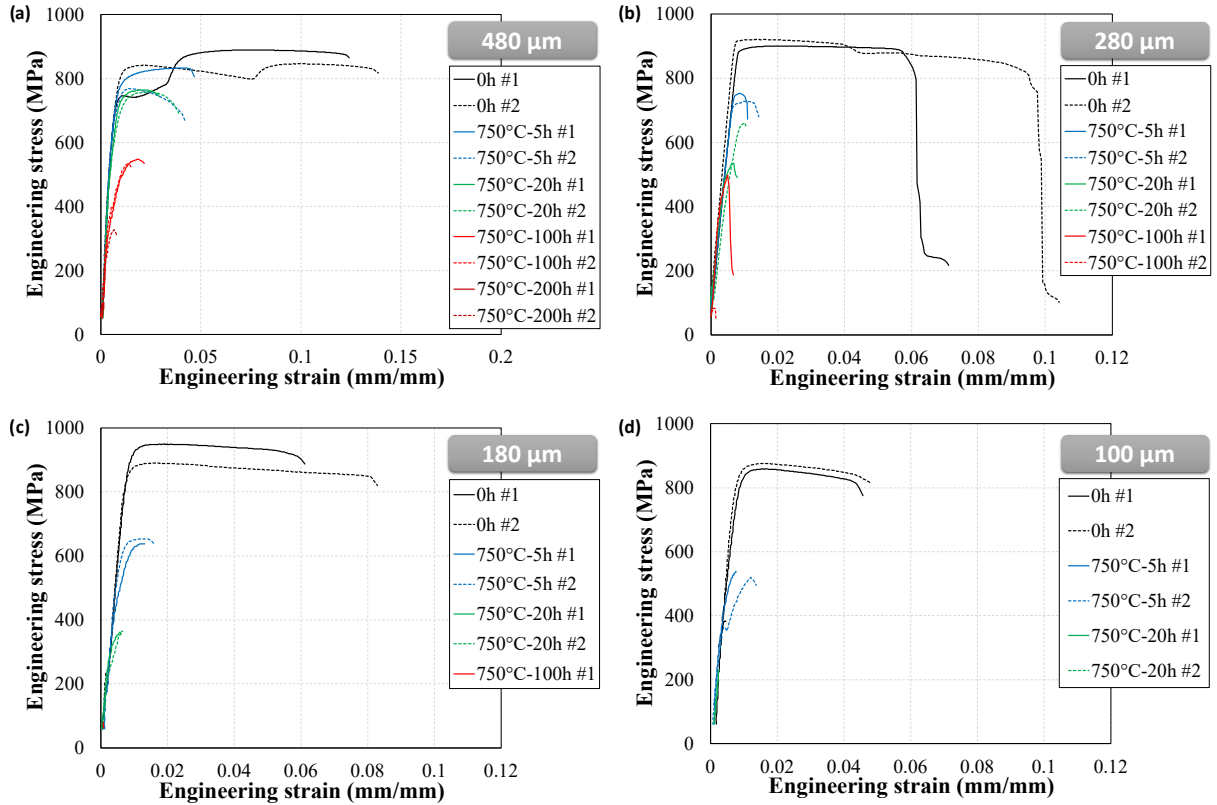 (a)
480 µm
Engineering stress (MPa)
1000
800
600
400
200
0
0
0.05
0.1
0.15
0.2
Engineering strain (mm/mm)
0h #1
0h #2
750°C-5h #1
750°C-5h #2
750°C-20h #1
750°C-20h #2
750°C-100h #1
750°C-100h #2
750°C-200h #1
750°C-200h #2
(b)
280 µm
Engineering stress (MPa)
1000
800
600
400
200
0
0
0.02
0.04
0.06
0.08
0.1
0.12
Engineering strain (mm/mm)
0h #1
0h #2
750°C-5h #1
750°C-5h #2
750°C-20h #1
750°C-20h #2
750°C-100h #1
750°C-100h #2
(c)
180 µm
Engineering stress (MPa)
1000
800
600
400
200
0
0
0.02
0.04
0.06
0.08
0.1
0.12
Engineering strain (mm/mm)
0h #1
0h #2
750°C-5h #1
750°C-5h #2
750°C-20h #1
750°C-20h #2
750°C-100h #1
(d)
100 µm
Engineering stress (MPa)
1000
800
600
400
200
0
0
0.02
0.04
0.06
0.08
0.1
0.12
Engineering strain (mm/mm)
0h #1
0h #2
750°C-5h #1
750°C-5h #2
750°C-20h #1
750°C-20h #2